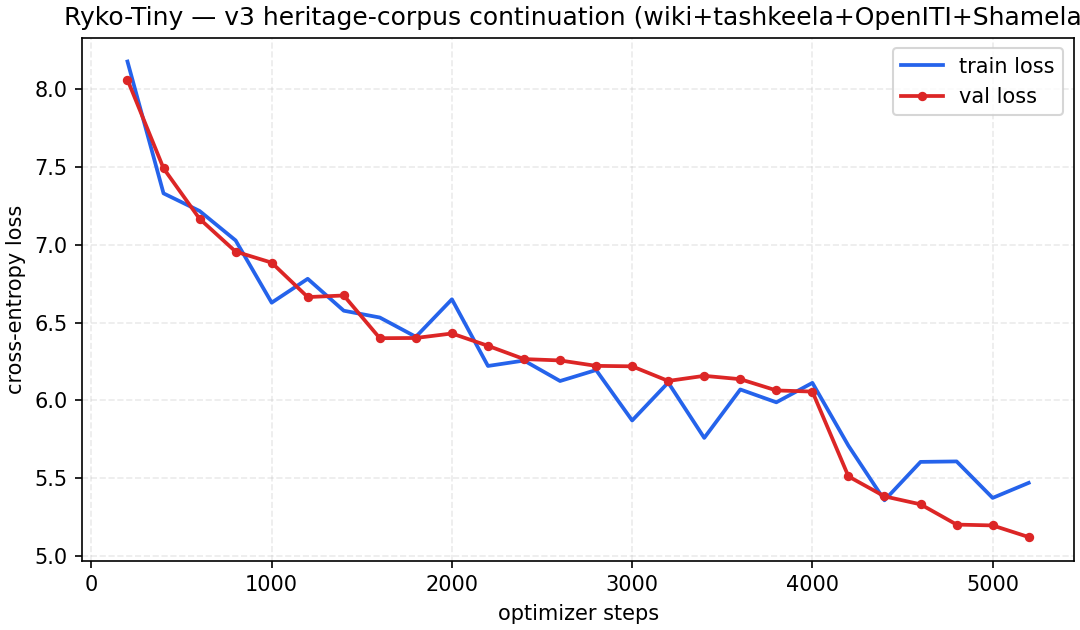 Ryko-Tiny — v3 heritage-corpus continuation (wiki+tashkeela+OpenITI+Shamela
train loss
val loss
8.0
7.5
7.0
6.5
6.0
5.5
5.0
cross-entropy loss
0 1000 2000 3000 4000 5000
optimizer steps